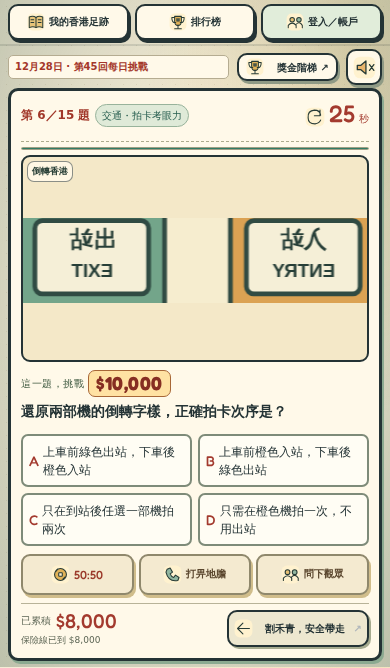 我的香港足跡
排行榜
登入／帳戶
12月28日·第45回每日挑戰
獎金階梯 ↗
第 6／15 題
交通·拍卡考眼力
25 秒
倒轉香港
出站
EXIT
入站
ENTRY
這一題，挑戰 $10,000
還原兩部機的倒轉字樣，正確拍卡次序是？
A 上車前綠色出站，下車後橙色入站
B 上車前橙色入站，下車後綠色出站
C 只在到站後任選一部機拍兩次
D 只需在橙色機拍一次，不用出站
50:50
打畀地膽
問下觀眾
已累積 $8,000
保險線已到 $8,000
割禾青，安全帶走 ↗